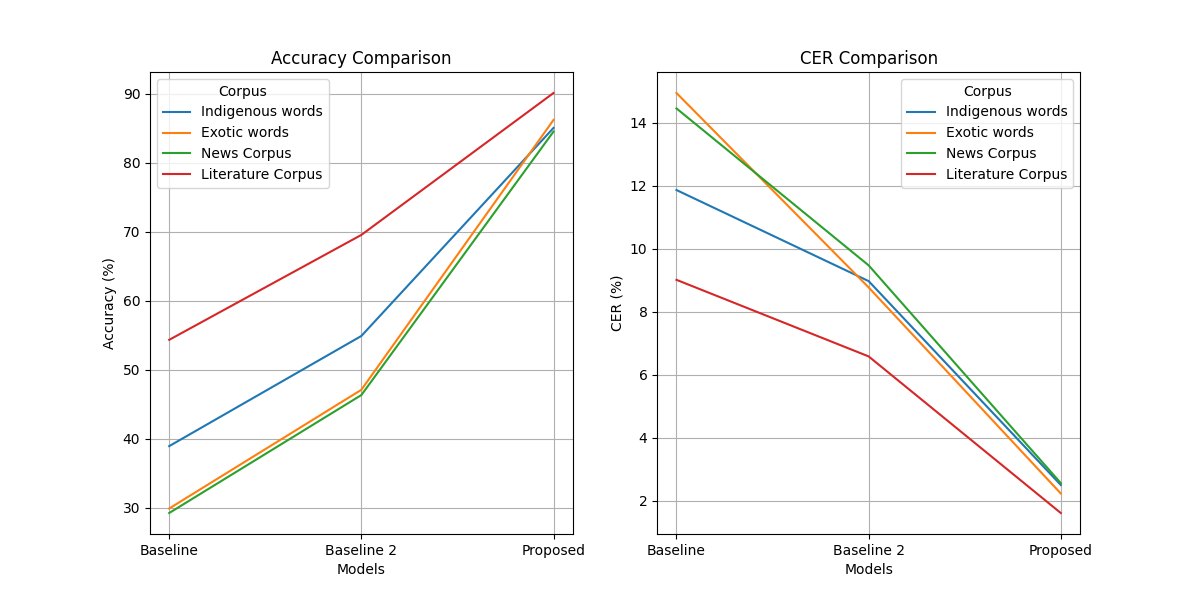 Accuracy Comparison
Accuracy (%)
90
80
70
60
50
40
30
Corpus
Indigenous words
Exotic words
News Corpus
Literature Corpus
Baseline
Baseline 2
Proposed
Models
CER Comparison
CER (%)
14
12
10
8
6
4
2
Corpus
Indigenous words
Exotic words
News Corpus
Literature Corpus
Baseline
Baseline 2
Proposed
Models